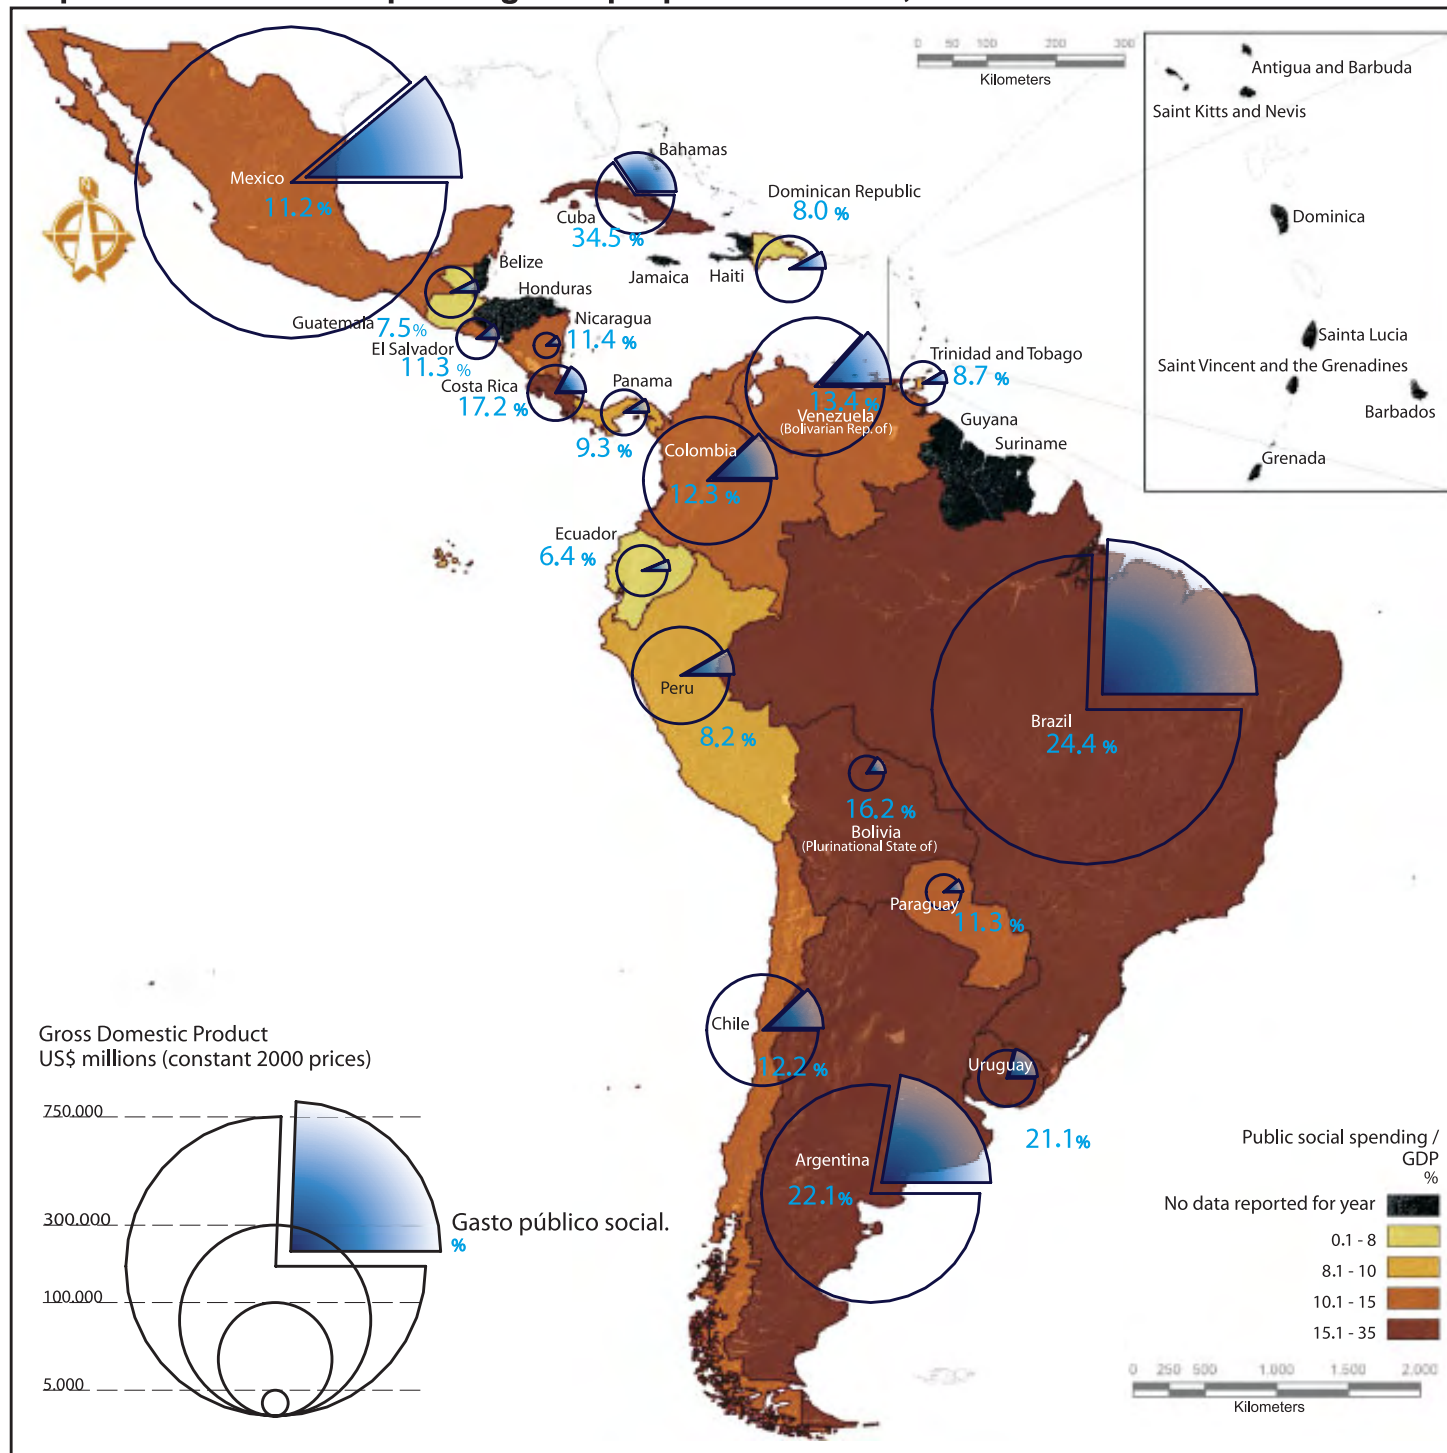 0 50 100 200 300
Kilometers
Antigua and Barbuda
Saint Kitts and Nevis
Dominica
Sainta Lucia
Saint Vincent and the Grenadines
Barbados
Grenada
N
Mexico
11.2 %
Bahamas
Cuba
34.5 %
Dominican Republic
8.0 %
Jamaica
Haiti
Belize
Honduras
Guatemala 7.5%
Nicaragua
11.4 %
El Salvador
11.3 %
Costa Rica
17.2 %
Panama
9.3 %
Trinidad and Tobago
8.7 %
13.4 %
Venezuela
(Bolivarian Rep. of)
Guyana
Suriname
Colombia
12.3 %
Ecuador
6.4 %
Peru
8.2 %
Brazil
24.4 %
16.2 %
Bolivia
(Plurinational State of)
Paraguay
11.3 %
Chile
12.2 %
Uruguay
21.1%
Argentina
22.1%
Gross Domestic Product
US$ millions (constant 2000 prices)
750.000
300.000
100.000
5.000
Gasto público social.
%
Public social spending /
GDP
%
No data reported for year
0.1 - 8
8.1 - 10
10.1 - 15
15.1 - 35
0 250 500 1.000 1.500 2.000
Kilometers